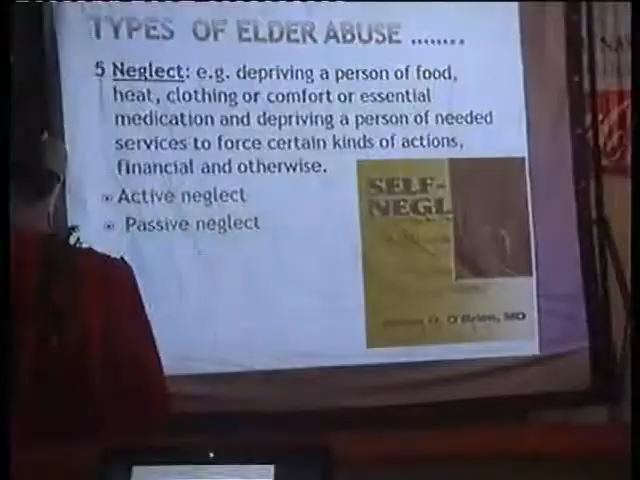 TYPES OF ELDER ABUSE ........
5 Neglect: e.g. depriving a person of food,
heat, clothing or comfort or essential
medication and depriving a person of needed
services to force certain kinds of actions,
financial and otherwise.
Active neglect
Passive neglect
SELF-
NEGL
O'Brien, MD